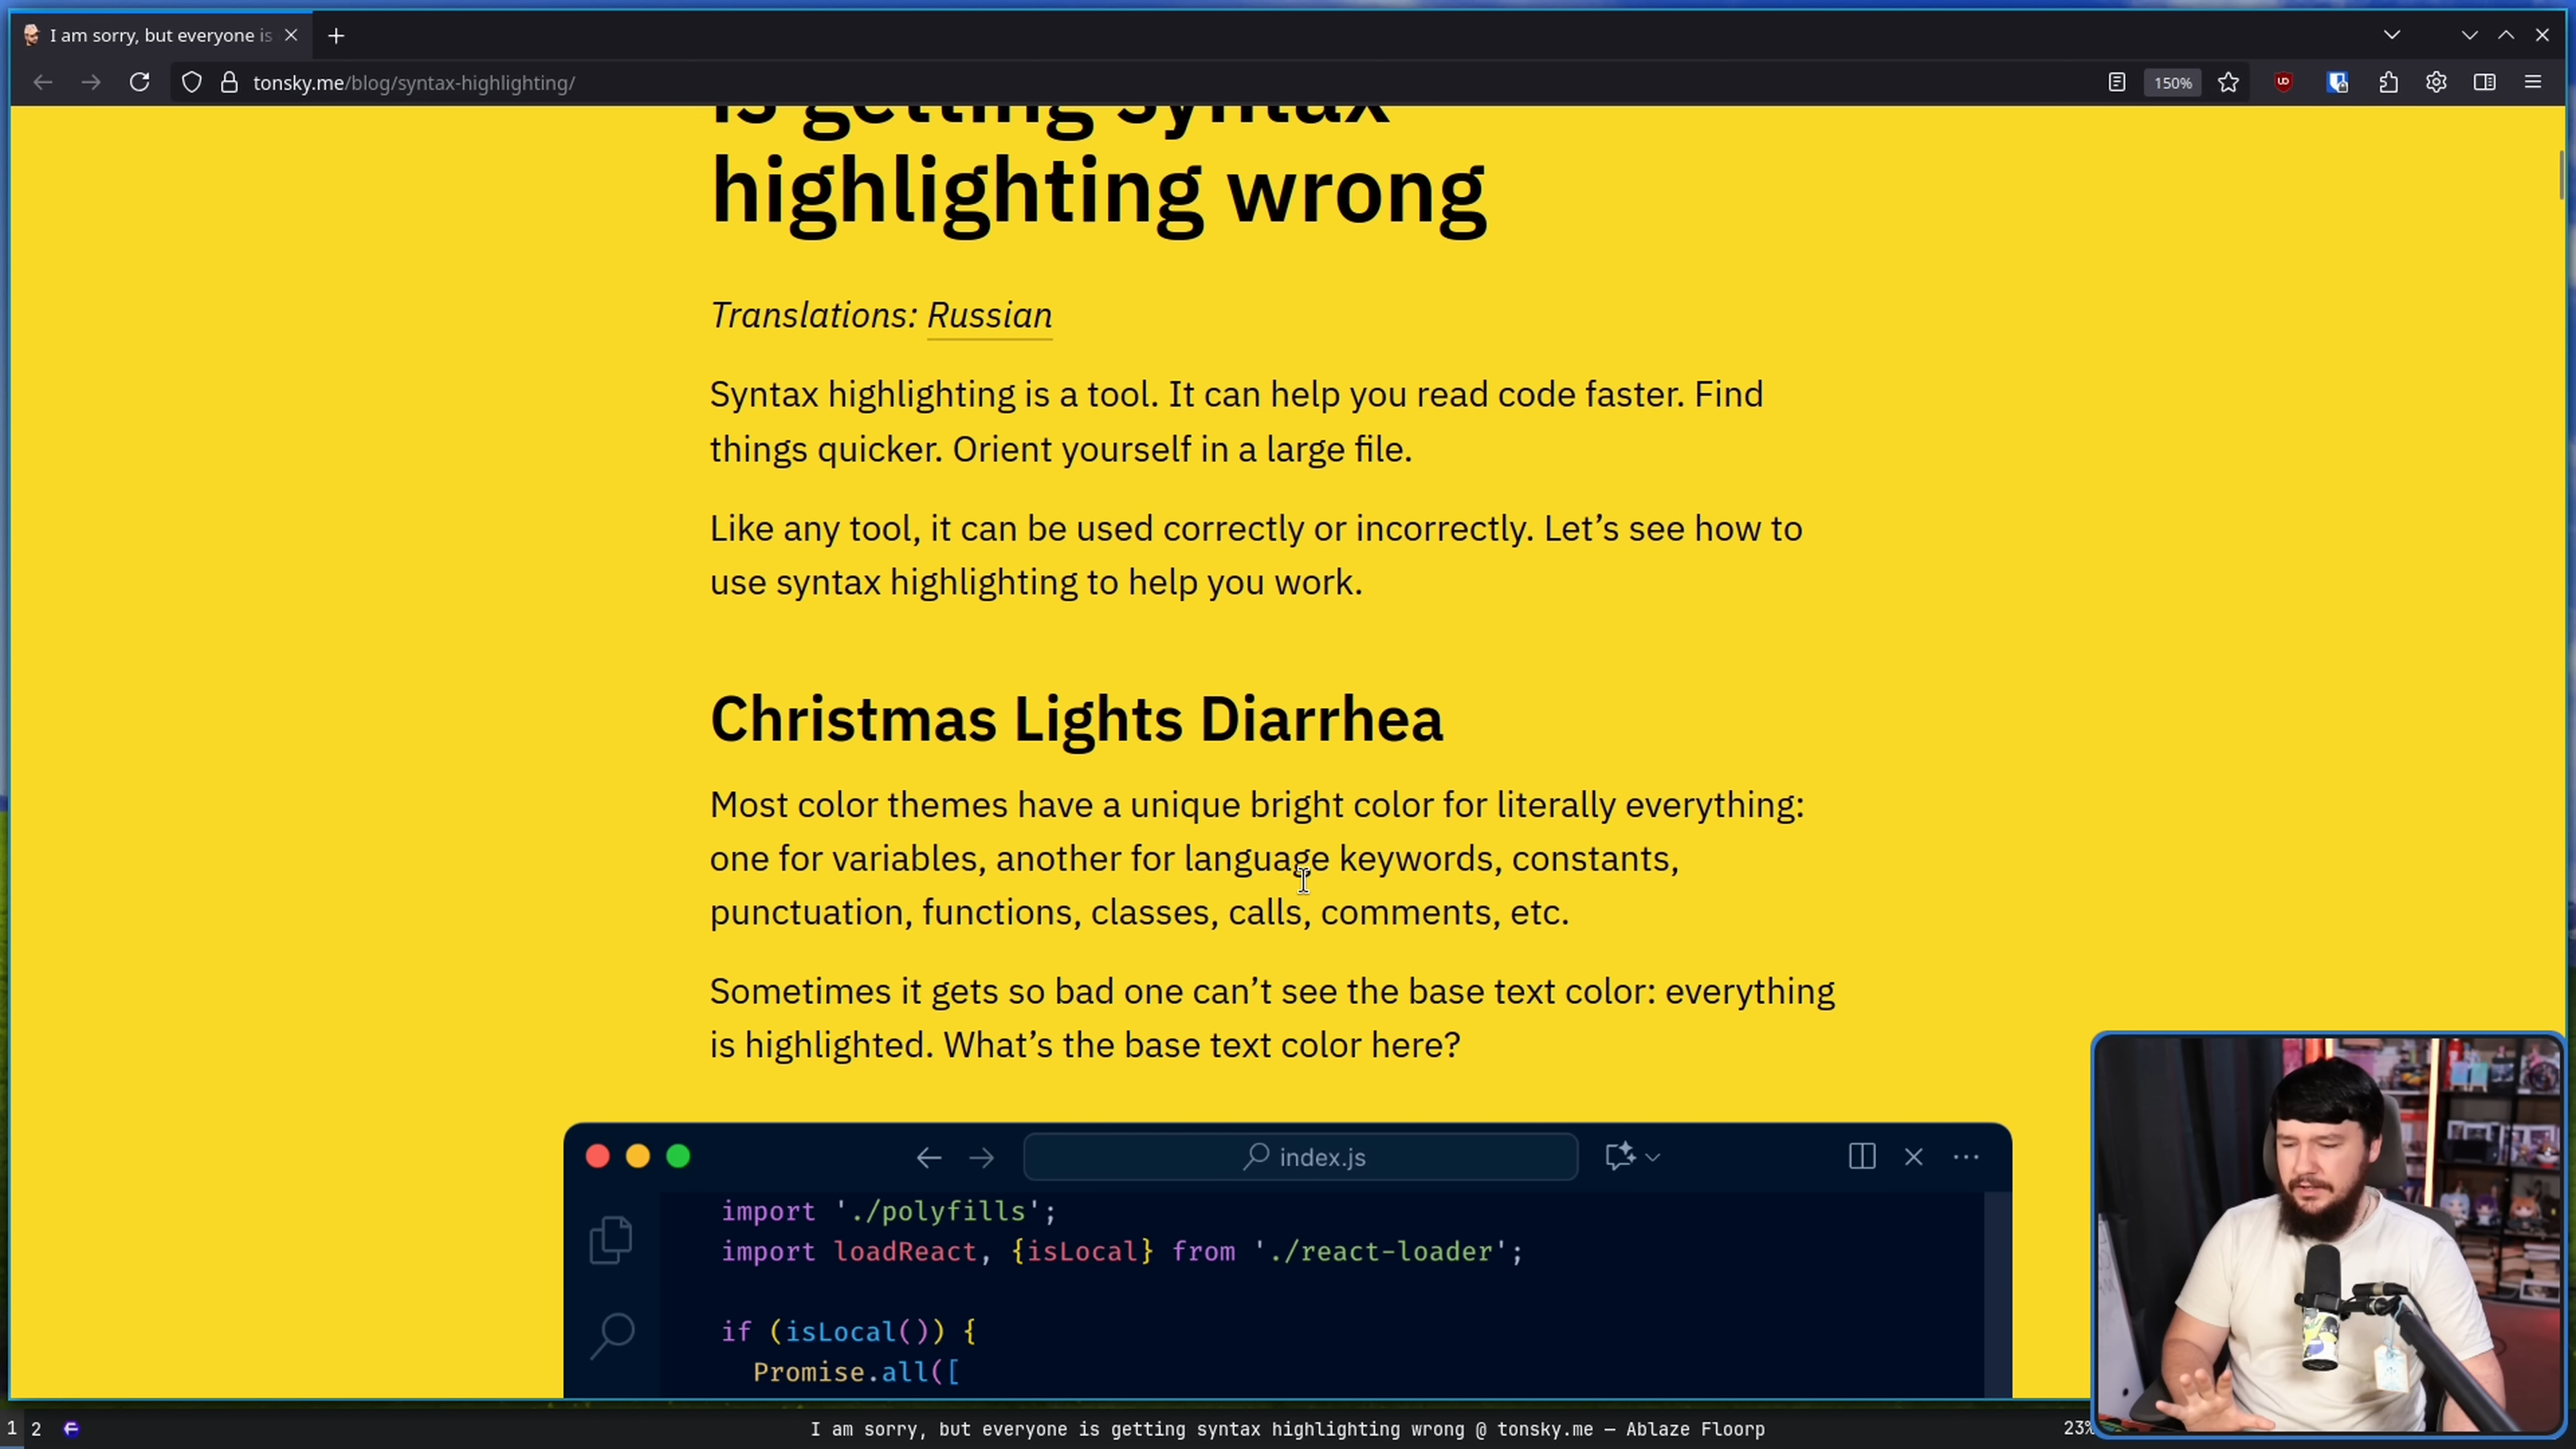 I am sorry, but everyone is
tonsky.me/blog/syntax-highlighting/
150%
is getting syntax
highlighting wrong
Translations: Russian
Syntax highlighting is a tool. It can help you read code faster. Find
things quicker. Orient yourself in a large file.
Like any tool, it can be used correctly or incorrectly. Let’s see how to
use syntax highlighting to help you work.
Christmas Lights Diarrhea
Most color themes have a unique bright color for literally everything:
one for variables, another for language keywords, constants,
punctuation, functions, classes, calls, comments, etc.
Sometimes it gets so bad one can’t see the base text color: everything
is highlighted. What’s the base text color here?
index.js
import './polyfills';
import loadReact, {isLocal} from './react-loader';
if (isLocal()) {
Promise.all([
1 2
I am sorry, but everyone is getting syntax highlighting wrong @ tonsky.me — Ablaze Floorp
23%